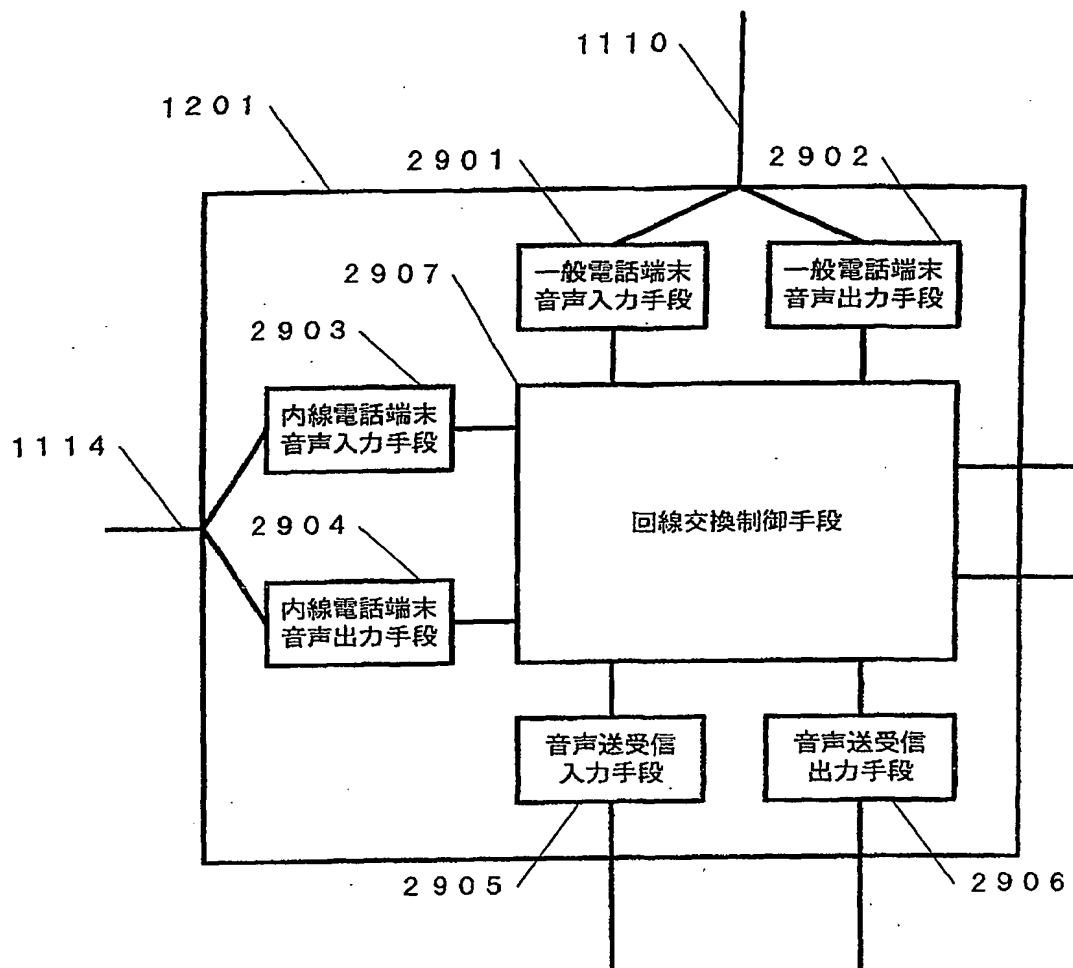 1110
1201
2901
2902
一般電話端末
音声入力手段
一般電話端末
音声出力手段
2907
2903
内線電話端末
音声入力手段
1114
2904
内線電話端末
音声出力手段
回線交換制御手段
音声送受信
入力手段
音声送受信
出力手段
2905
2906